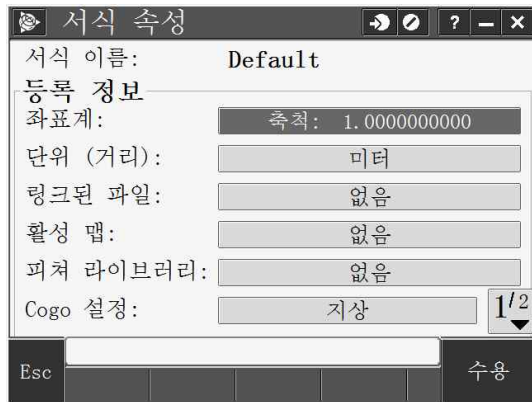 서식 속성 ? – ×
서식 이름: Default
등록 정보
좌표계: 축척: 1.0000000000
단위 (거리): 미터
링크된 파일: 없음
활성 맵: 없음
피쳐 라이브러리: 없음
Cogo 설정: 지상 1/2
Esc 수용